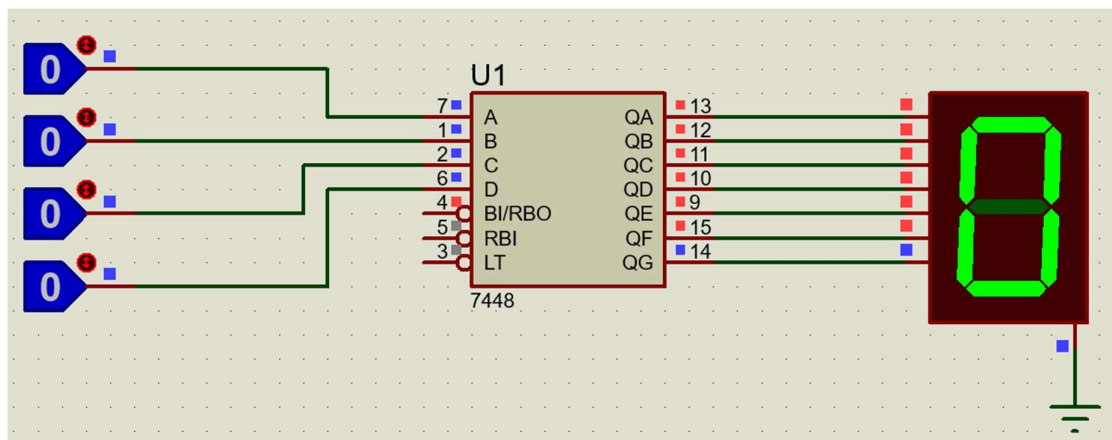 0
0
0
0
U1
7 A QA 13
1 B QB 12
2 C QC 11
6 D QD 10
4 BI/RBO QE 9
5 RBI QF 15
3 LT QG 14
7448
0